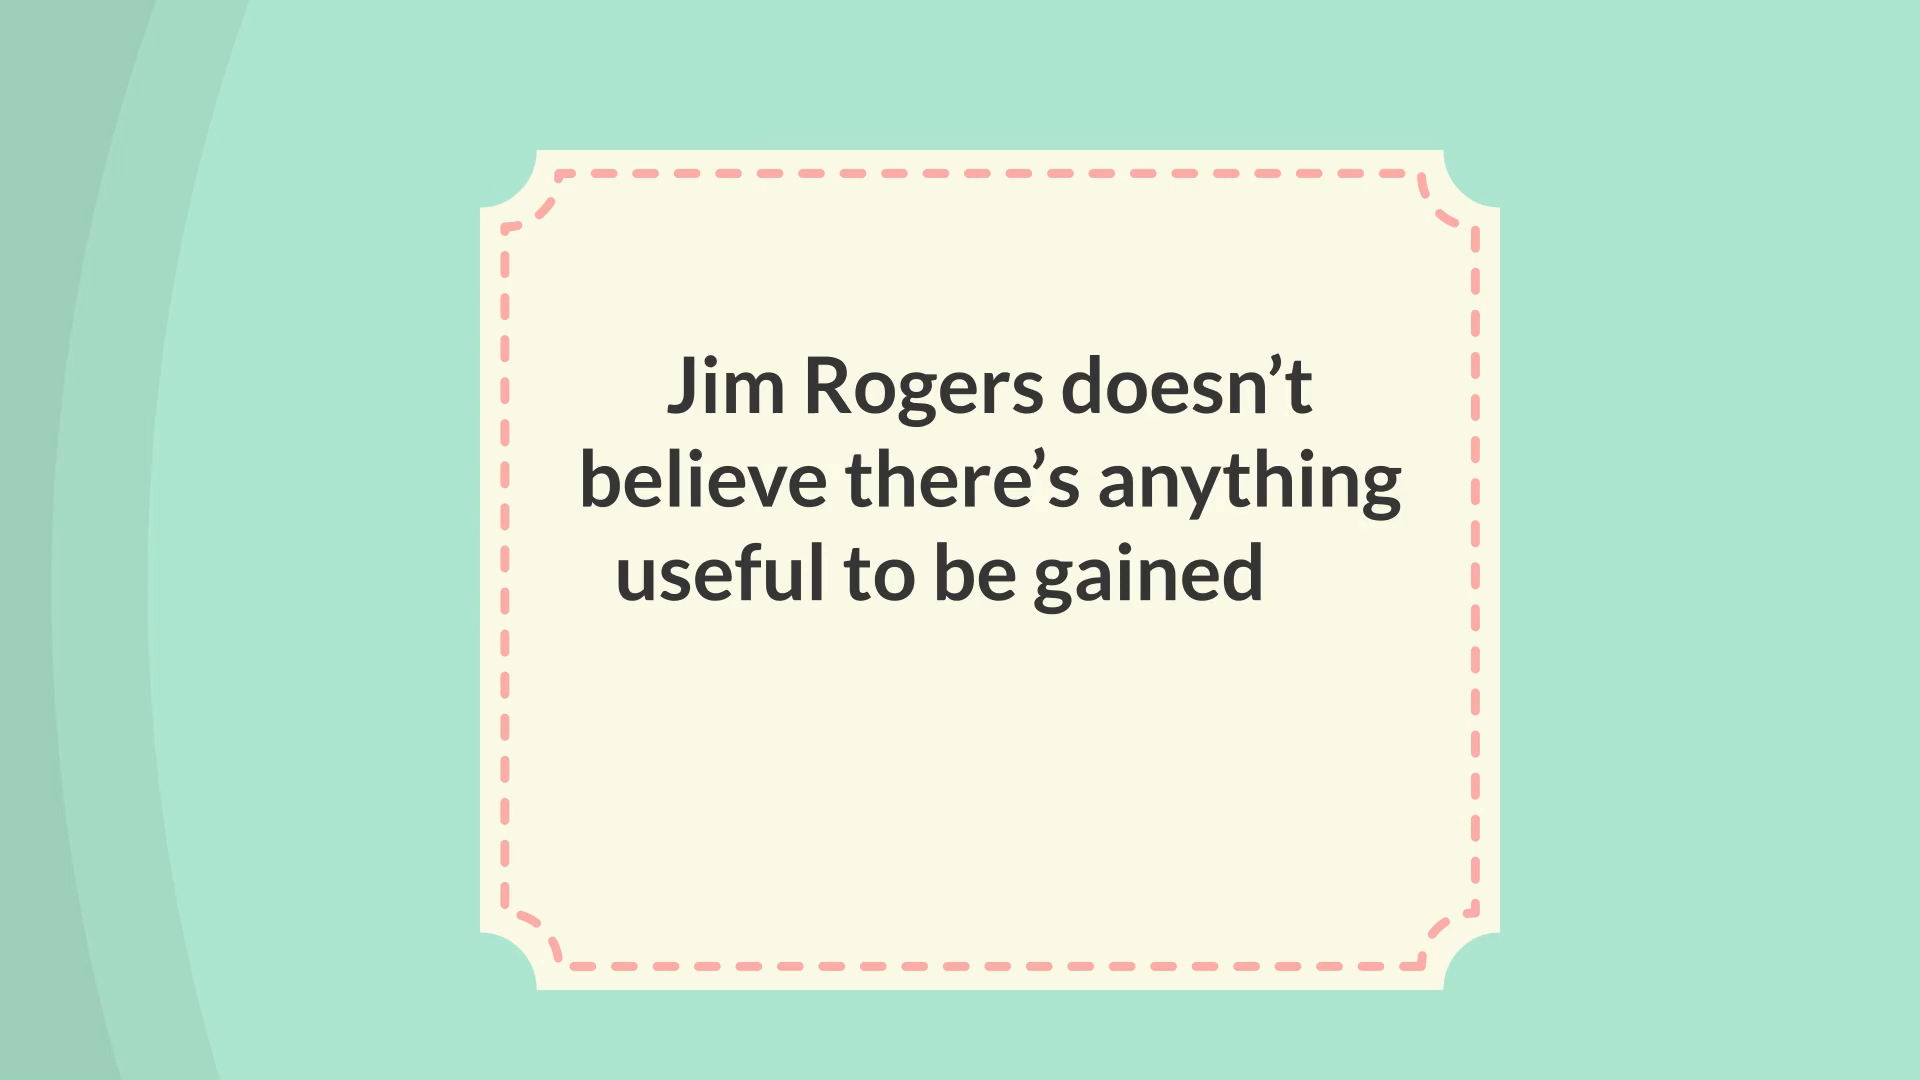 Jim Rogers doesn’t
believe there’s anything
useful to be gained